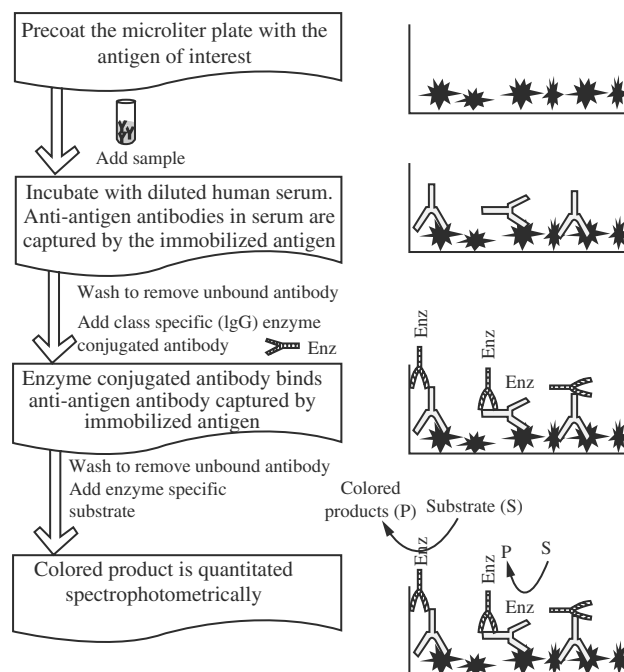 Precoat the microliter plate with the
antigen of interest
Add sample
Incubate with diluted human serum.
Anti-antigen antibodies in serum are
captured by the immobilized antigen
Wash to remove unbound antibody
Add class specific (lgG) enzyme
conjugated antibody
Enz
Enz
Enz
Enz
Enzyme conjugated antibody binds
anti-antigen antibody captured by
immobilized antigen
Wash to remove unbound antibody
Add enzyme specific
substrate
Colored
products (P)
Substrate (S)
Enz
Enz
P
S
Enz
Colored product is quantitated
spectrophotometrically